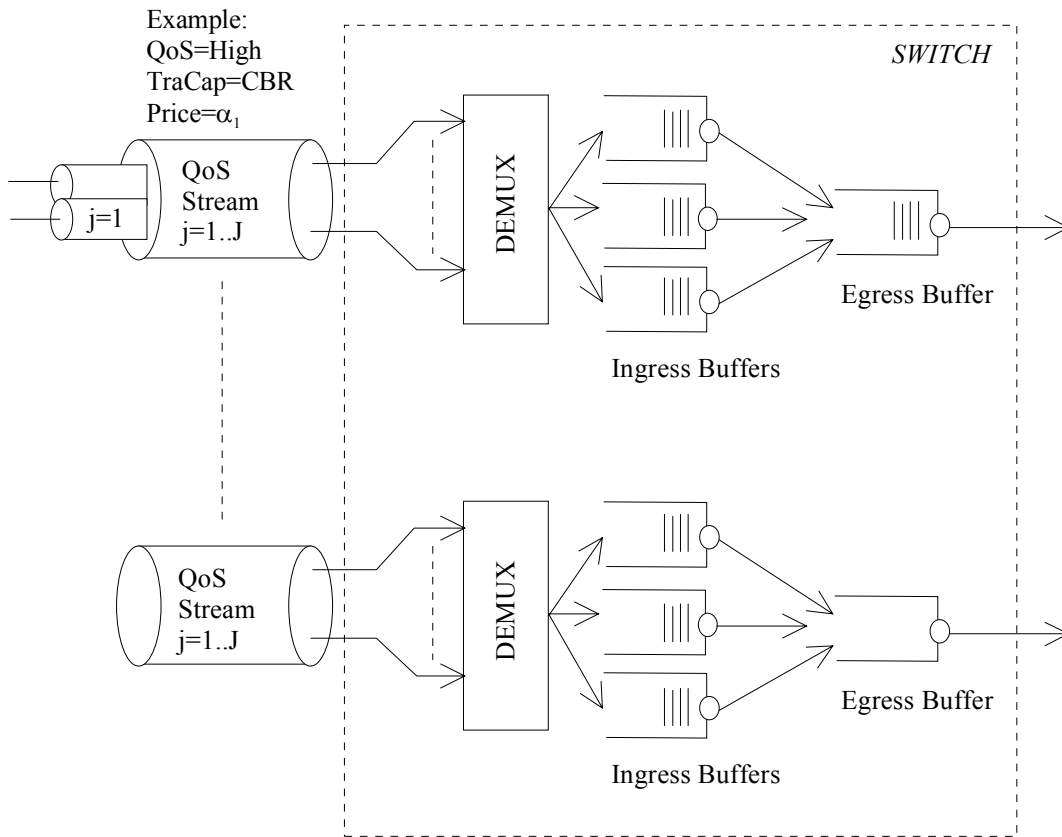 Example:
QoS=High
TraCap=CBR
Price=α₁
SWITCH
QoS
Stream
j=1..J
j=1
DEMUX
Egress Buffer
Ingress Buffers
QoS
Stream
j=1..J
DEMUX
Egress Buffer
Ingress Buffers